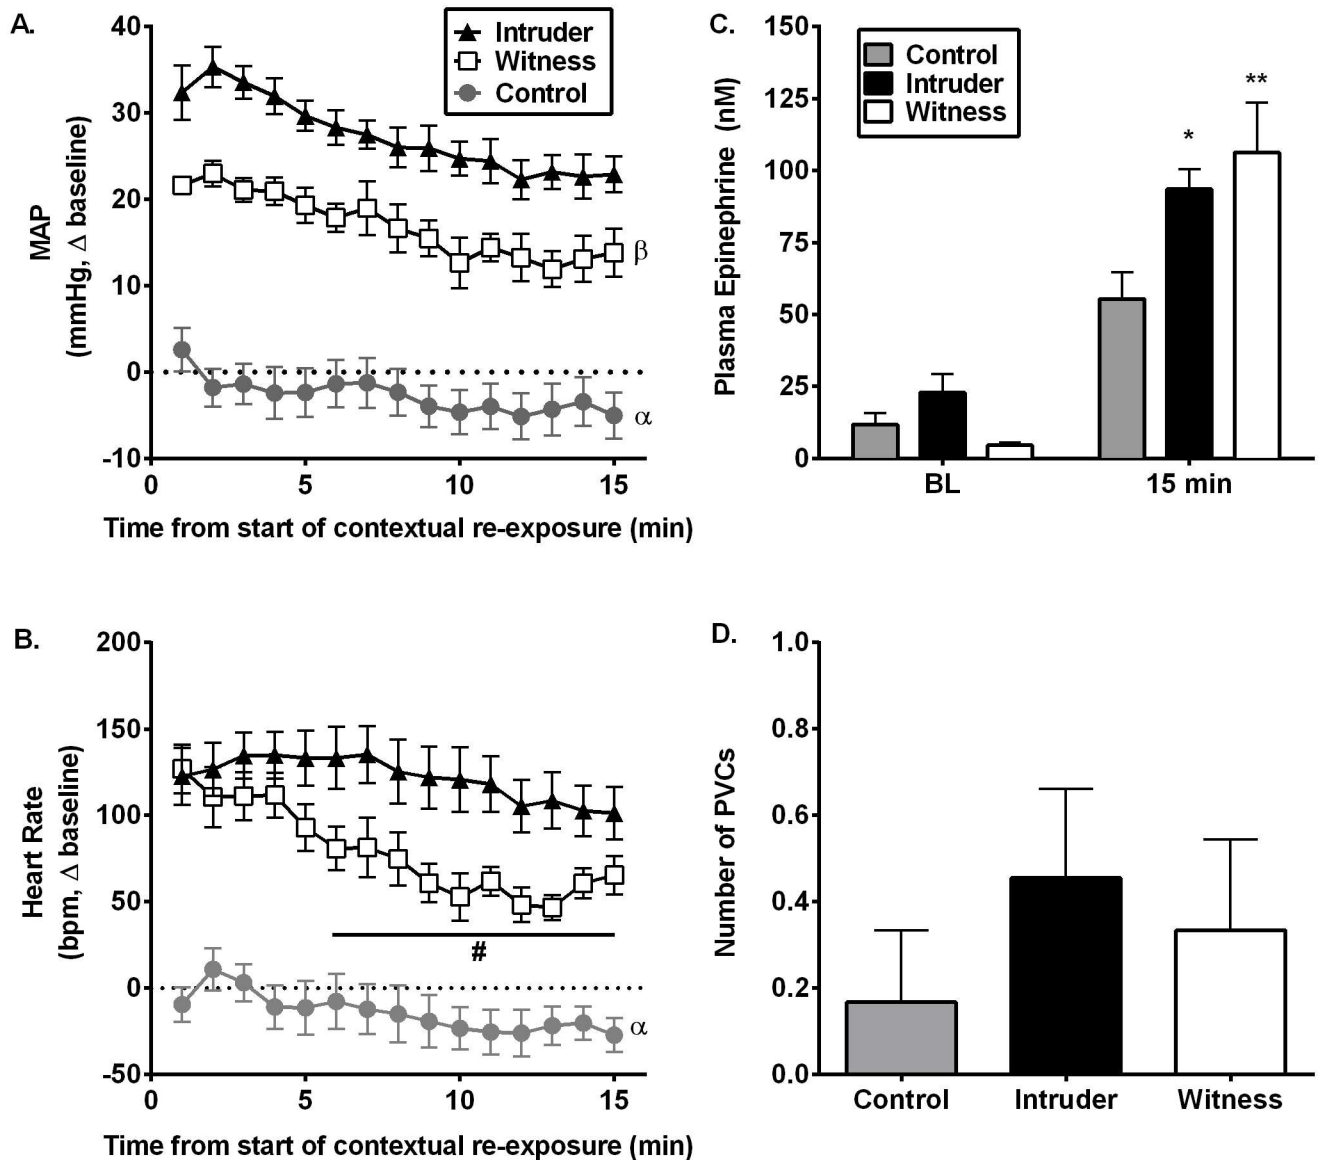 A.
40
30
20
10
0
-10
MAP
(mmHg, Δ baseline)
Intruder
Witness
Control
β
α
0 5 10 15
Time from start of contextual re-exposure (min)
C.
150
125
100
75
50
25
0
Plasma Epinephrine (nM)
Control
Intruder
Witness
*
**
BL 15 min
B.
200
150
100
50
0
-50
Heart Rate
(bpm, Δ baseline)
#
α
0 5 10 15
Time from start of contextual re-exposure (min)
D.
1.0
0.8
0.6
0.4
0.2
0.0
Number of PVCs
Control Intruder Witness